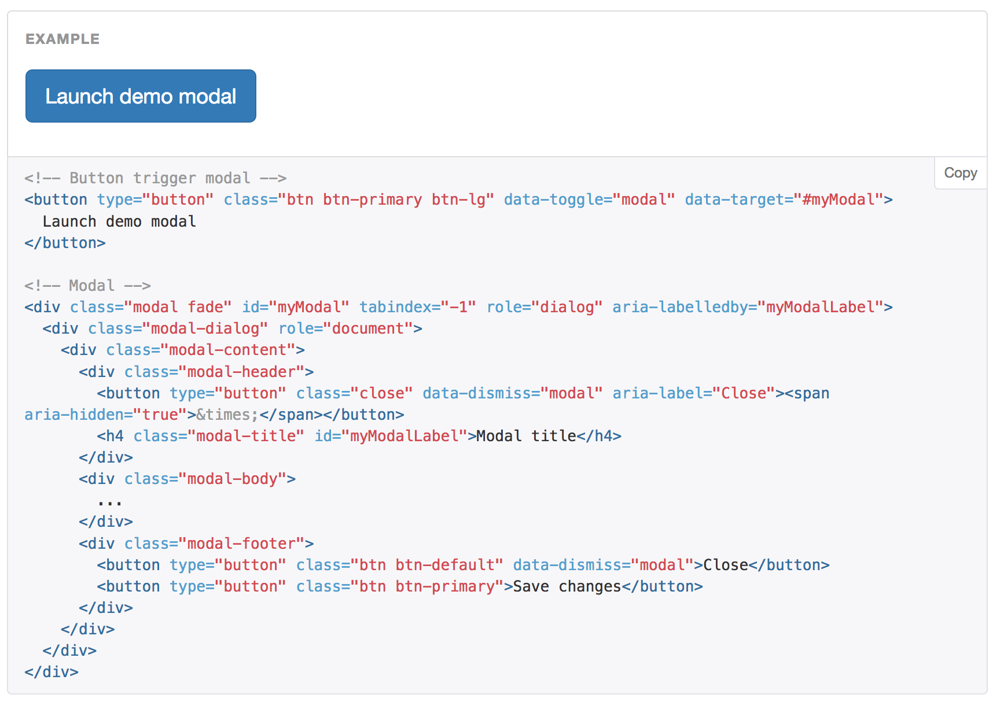 EXAMPLE
Launch demo modal
Copy
<!-- Button trigger modal -->
<button type="button" class="btn btn-primary btn-lg" data-toggle="modal" data-target="#myModal">
  Launch demo modal
</button>

<!-- Modal -->
<div class="modal fade" id="myModal" tabindex="-1" role="dialog" aria-labelledby="myModalLabel">
  <div class="modal-dialog" role="document">
    <div class="modal-content">
      <div class="modal-header">
        <button type="button" class="close" data-dismiss="modal" aria-label="Close"><span
aria-hidden="true">&times;</span></button>
        <h4 class="modal-title" id="myModalLabel">Modal title</h4>
      </div>
      <div class="modal-body">
        ...
      </div>
      <div class="modal-footer">
        <button type="button" class="btn btn-default" data-dismiss="modal">Close</button>
        <button type="button" class="btn btn-primary">Save changes</button>
      </div>
    </div>
  </div>
</div>